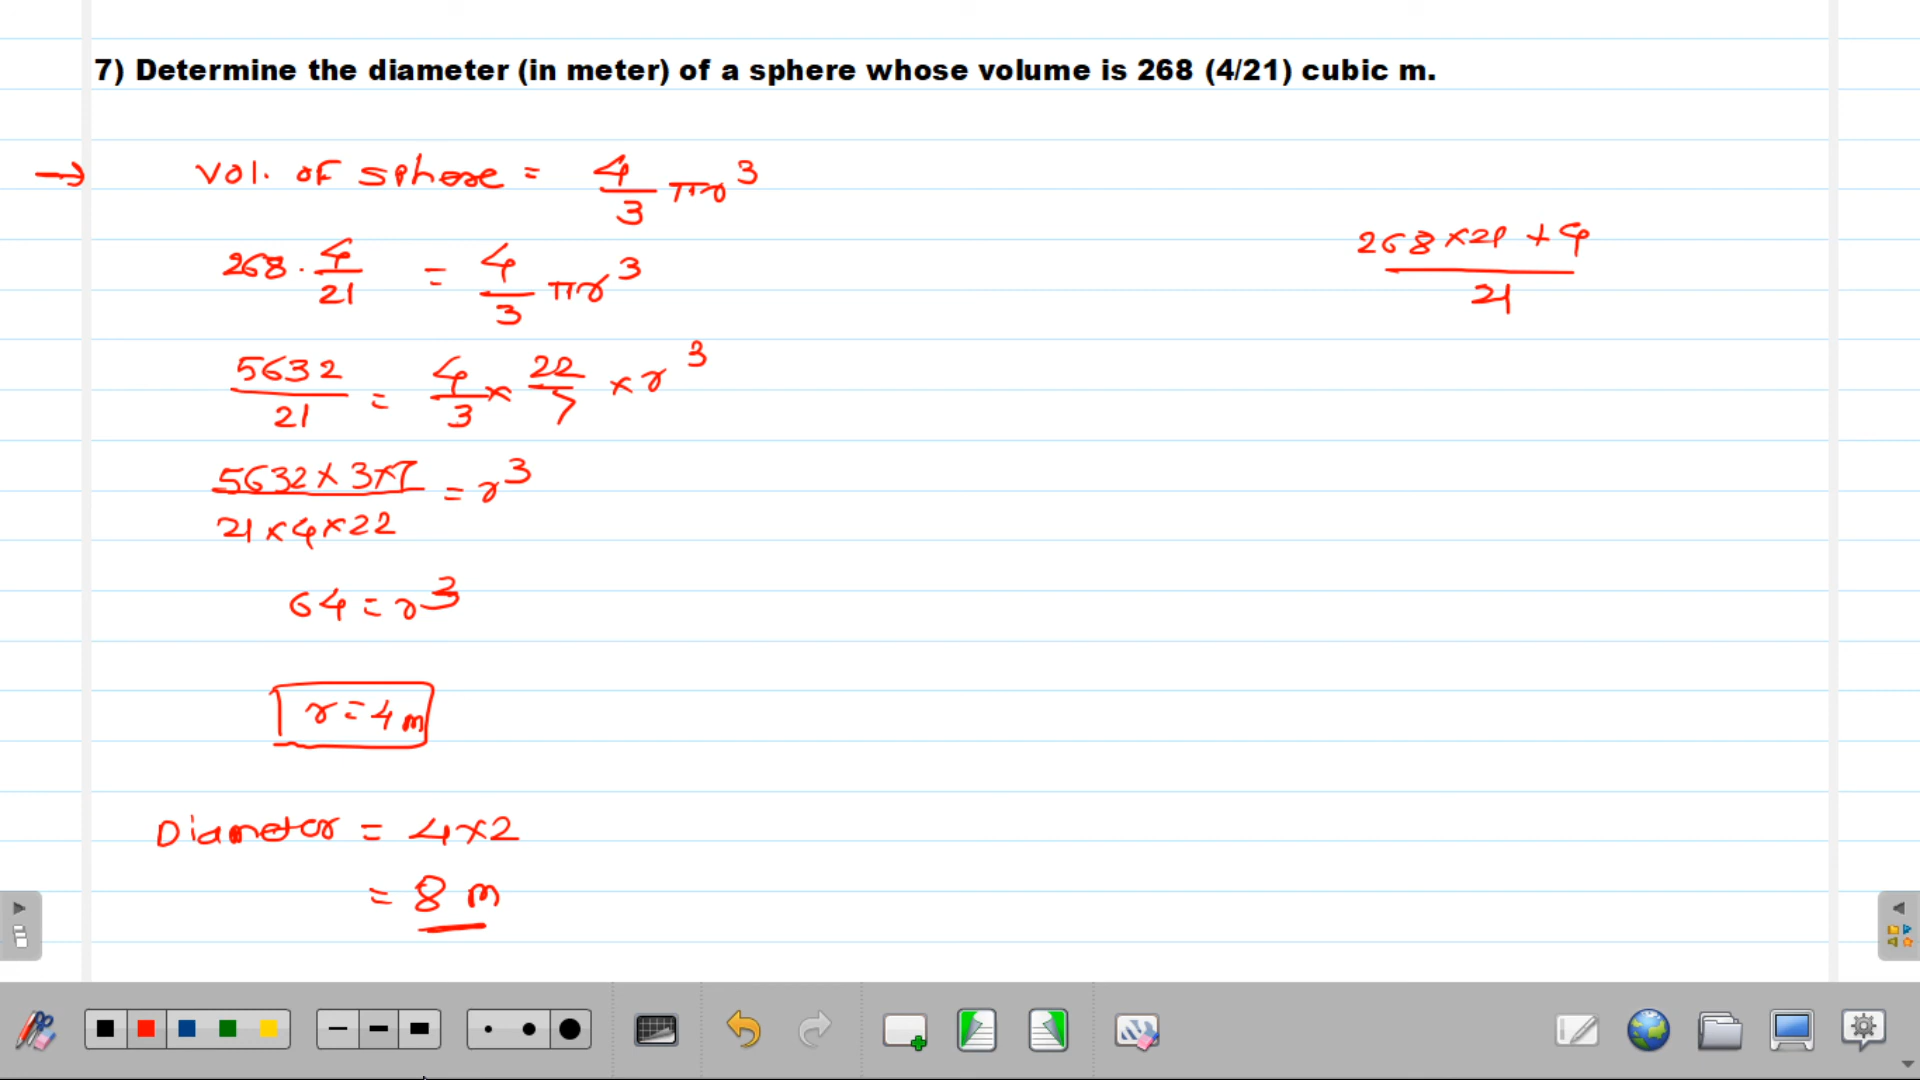 7) Determine the diameter (in meter) of a sphere whose volume is 268 (4/21) cubic m.
→ Vol. of sphere = 4/3 πr³
268 · 4/21 = 4/3 πr³
268 × 21 + 4 / 21
5632/21 = 4/3 × 22/7 × r³
5632 × 3 × 7 / 21 × 4 × 22 = r³
64 = r³
r = 4 m
Diameter = 4 × 2
= 8 m